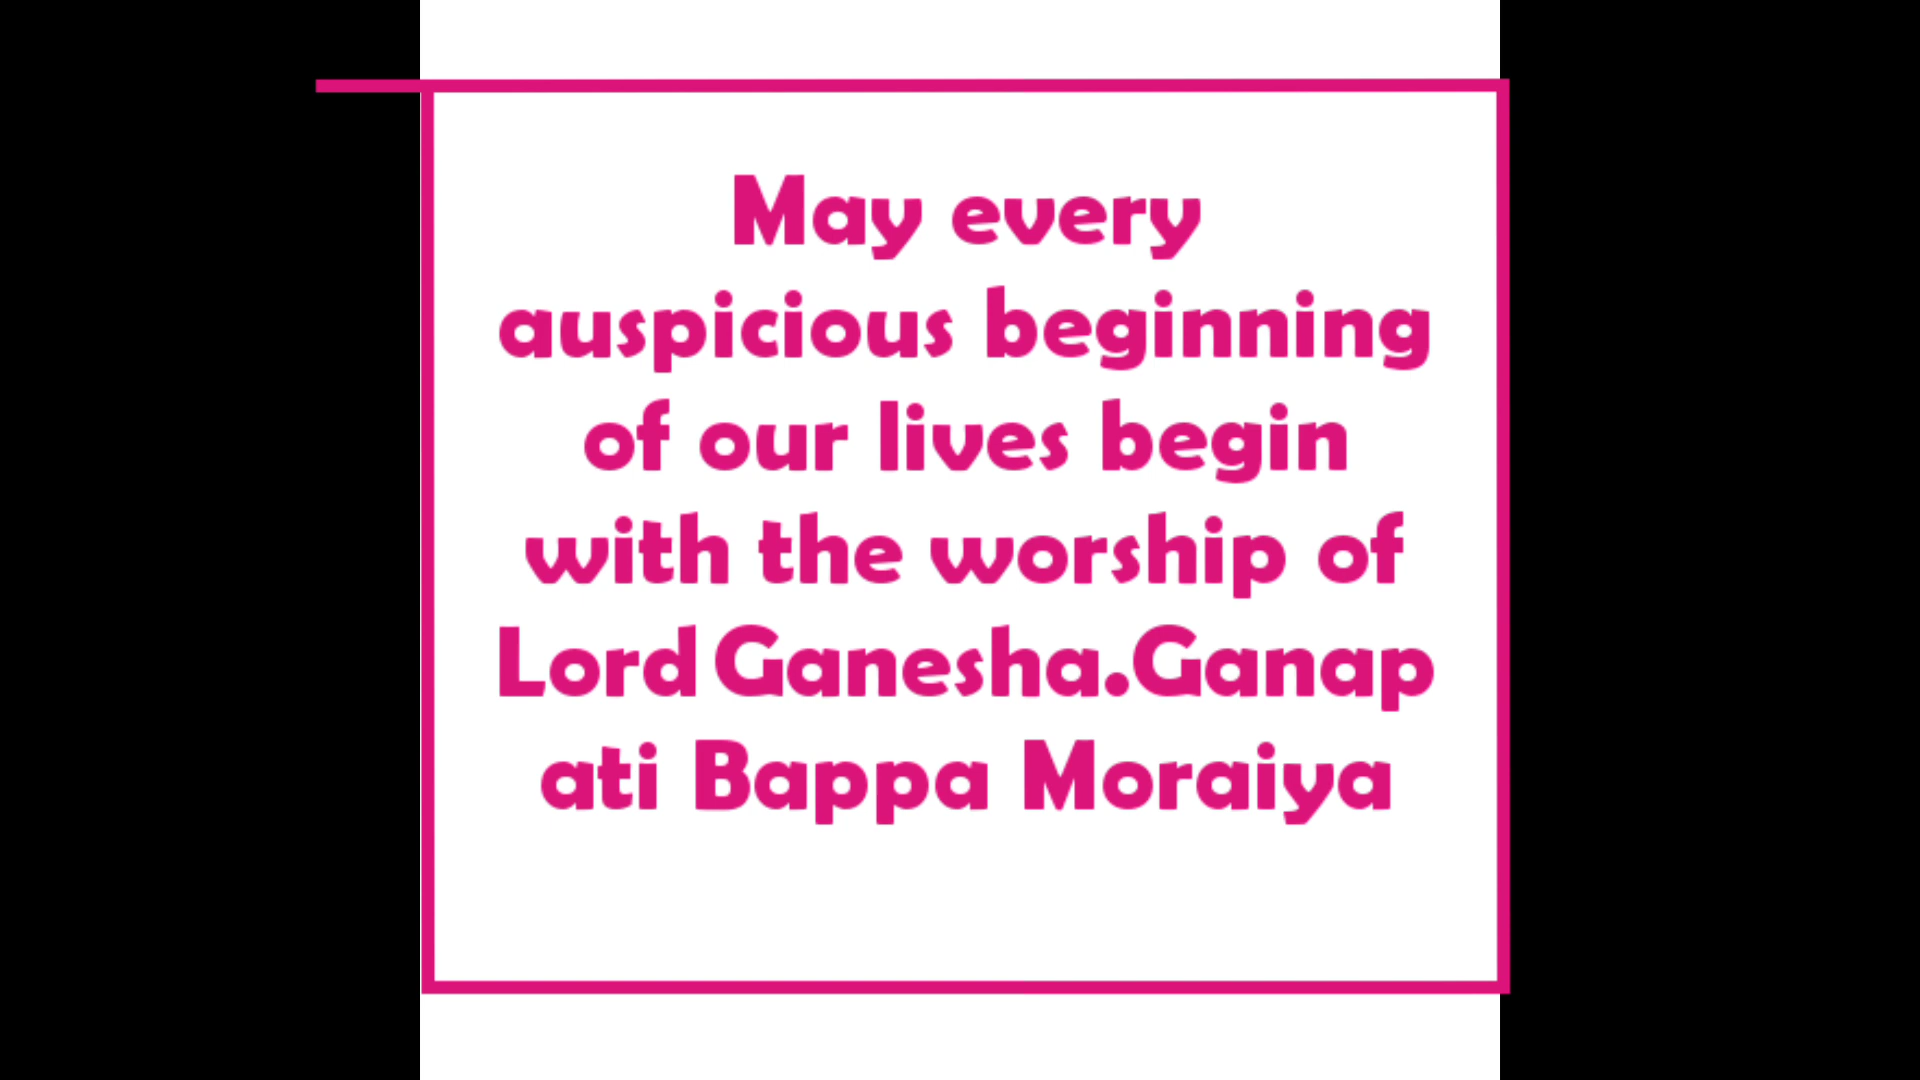 May every
auspicious beginning
of our lives begin
with the worship of
Lord Ganesha.Ganap
ati Bappa Moraiya